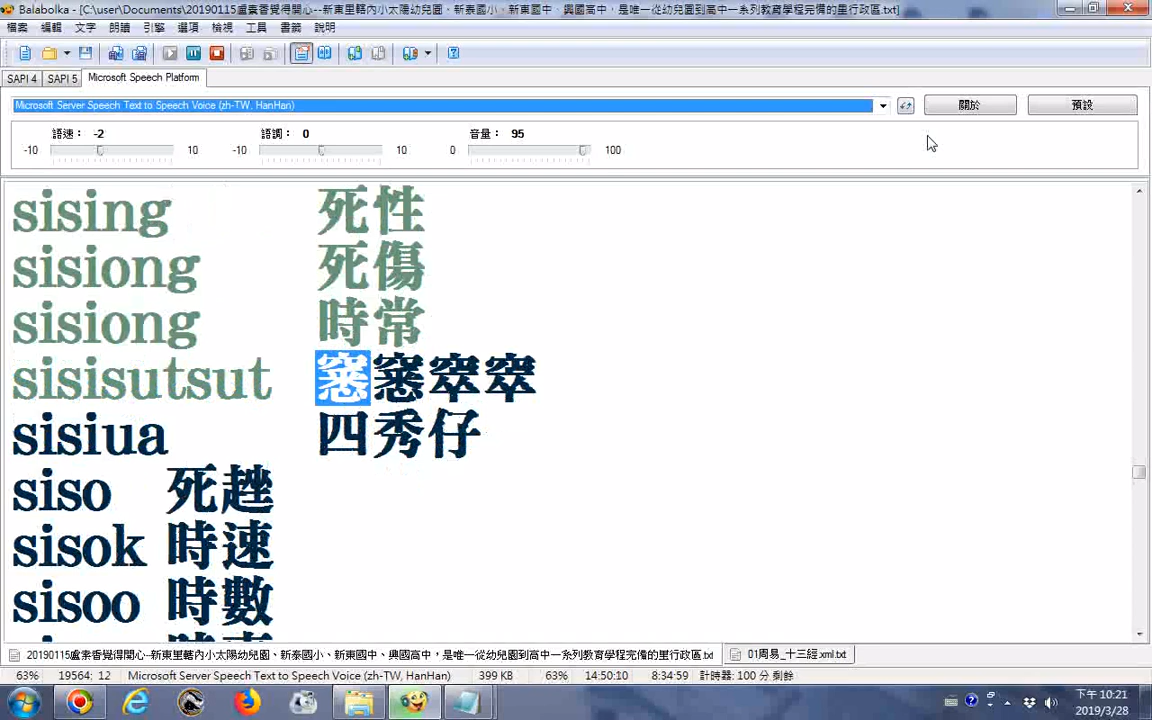 Balabolka - [C:\user\Documents\20190115盧素香覺得開心--新東里轄內小太陽幼兒園、新泰國小、新東國中、興國高中，是唯一從幼兒園到高中一系列教育學程完備的里行政區.txt]
檔案 編輯 文字 朗讀 引擎 選項 檢視 工具 書籤 說明
SAPI 4 SAPI 5 Microsoft Speech Platform
Microsoft Server Speech Text to Speech Voice (zh-TW, HanHan) 關於 預設
語速： -2 語調： 0 音量： 95
-10 10 -10 10 0 100
sising 死性
sisiong 死傷
sisiong 時常
sisisutsut 窸窸窣窣
sisiua 四秀仔
siso 死挫
sisok 時速
sisoo 時數
20190115盧素香覺得開心--新東里轄內小太陽幼兒園、新泰國小、新東國中、興國高中，是唯一從幼兒園到高中一系列教育學程完備的里行政區.txt 01周易_十三經.xml.txt
63% 19564: 12 Microsoft Server Speech Text to Speech Voice (zh-TW, HanHan) 399 KB 63% 14:50:10 8:34:59 計時器: 100 分 剩餘
下午 10:21
2019/3/28